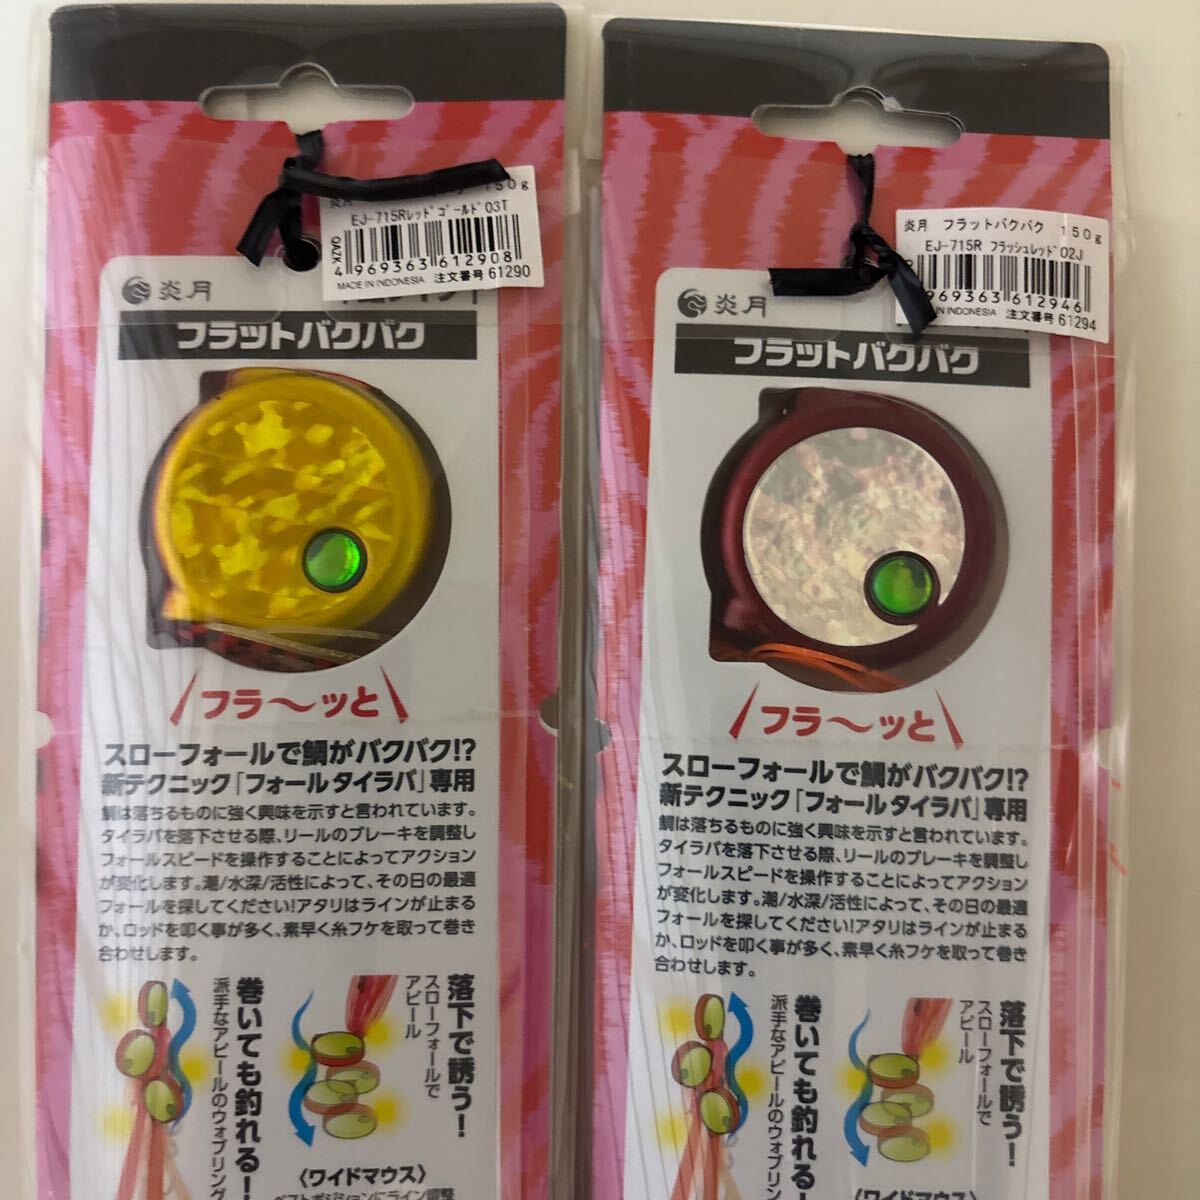 150g
EJ-715Rレッドゴールド03T
QAZK
4 969363 612908
MADE IN INDONESIA 注文番号 61290
炎月
フラットバクバク
フラ〜ッと
スローフォールで鯛がバクバク!?
新テクニック「フォールタイラバ」専用
鯛は落ちるものに強く興味を示すと言われています。
タイラバを落下させる際、リールのブレーキを調整し
フォールスピードを操作することによってアクション
が変化します。潮/水深/活性によって、その日の最適
フォールを探してください!アタリはラインが止まる
か、ロッドを叩く事が多く、素早く糸フケを取って巻き
合わせします。
落下で誘う!
スローフォールで
アピール
巻いても釣れる!
派手なアピールのウォブリング
〈ワイドマウス〉
ベストポジションにライン調整
炎月 フラットバクバク 150g
EJ-715R フラッシュレッド02J
969363 612946
IN INDONESIA 注文番号 61294
炎月
フラットバクバク
フラ〜ッと
スローフォールで鯛がバクバク!?
新テクニック「フォールタイラバ」専用
鯛は落ちるものに強く興味を示すと言われています。
タイラバを落下させる際、リールのブレーキを調整し
フォールスピードを操作することによってアクション
が変化します。潮/水深/活性によって、その日の最適
フォールを探してください!アタリはラインが止まる
か、ロッドを叩く事が多く、素早く糸フケを取って巻き
合わせします。
落下で誘う!
スローフォールで
アピール
巻いても釣れる!
派手なアピールのウォブリング
〈ワイドマウス〉